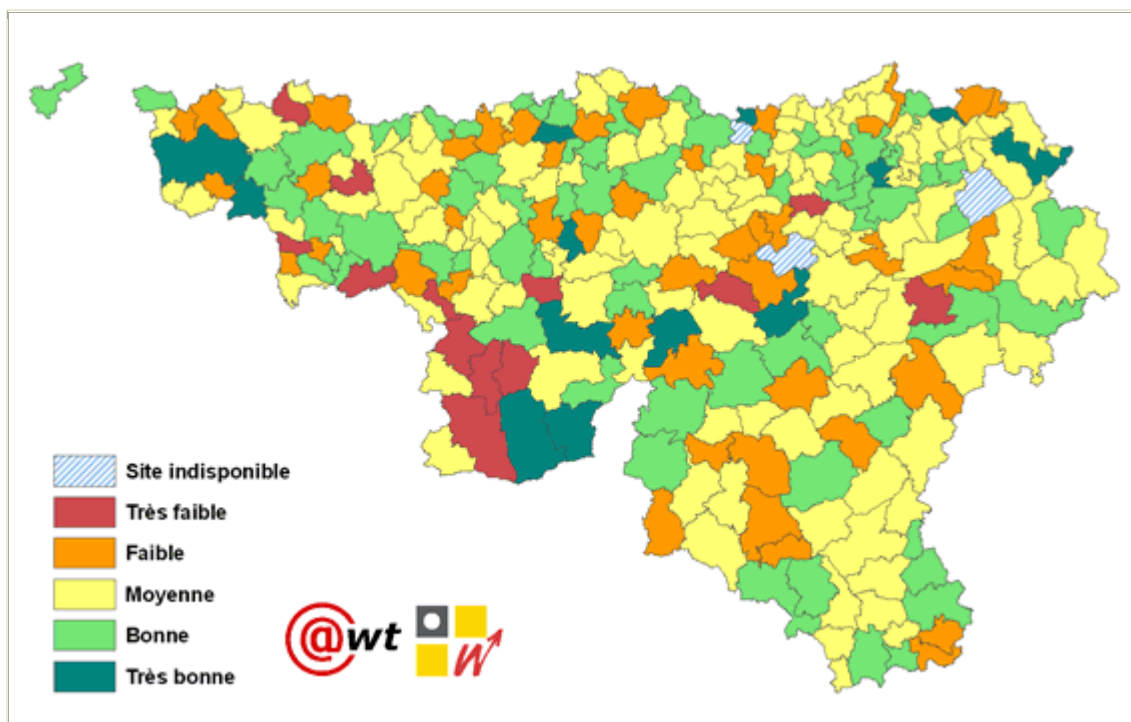 Site indisponible
Très faible
Faible
Moyenne
Bonne
Très bonne
@wt
W